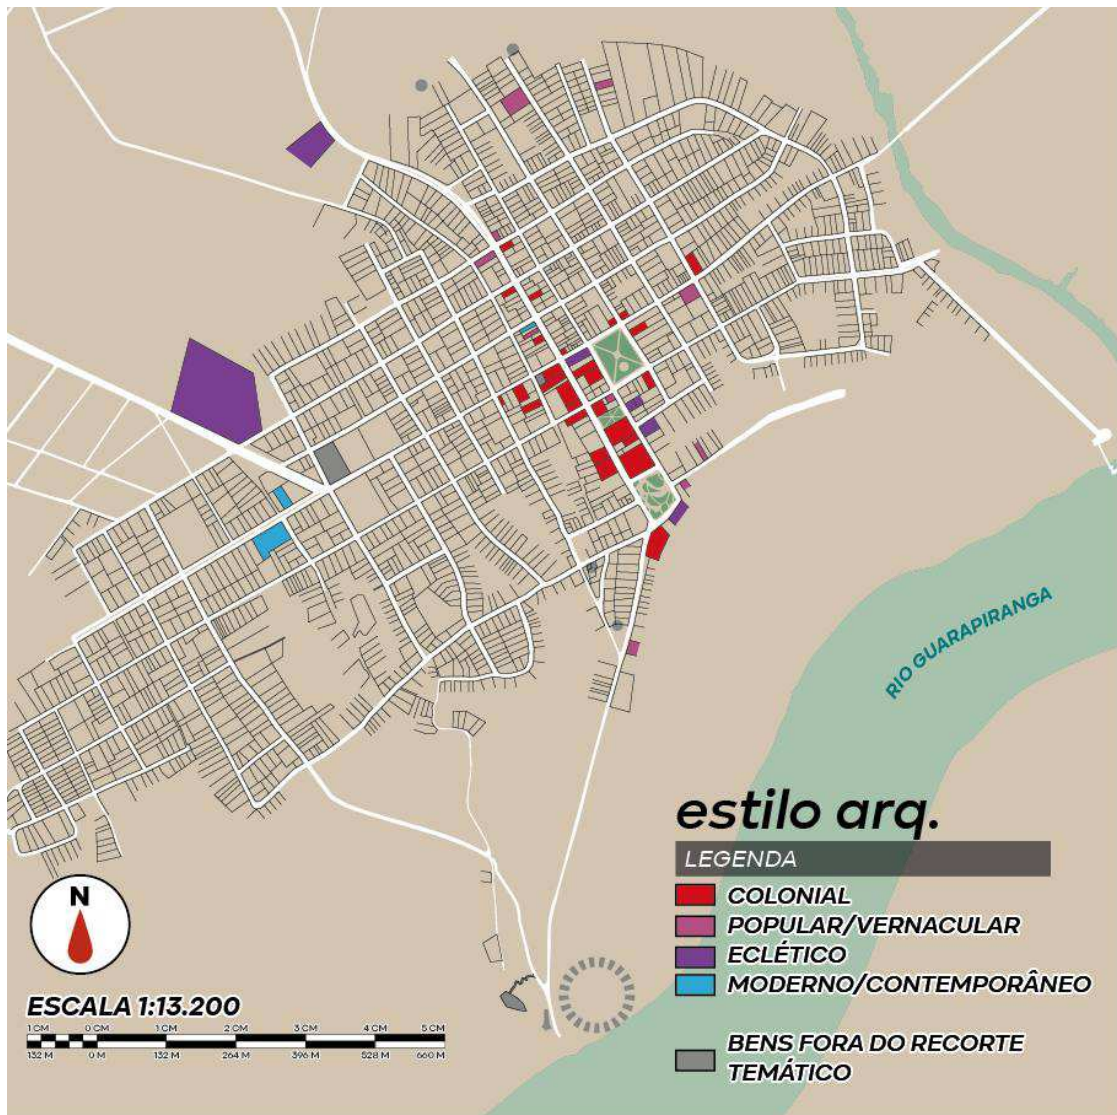 RIO GUARAPIRANGA
estilo arq.
LEGENDA
COLONIAL
POPULAR/VERNACULAR
ECLÉTICO
MODERNO/CONTEMPORÂNEO
BENS FORA DO RECORTE
TEMÁTICO
N
ESCALA 1:13.200
1 CM 0 CM 1 CM 2 CM 3 CM 4 CM 5 CM
132 M 0 M 132 M 264 M 396 M 528 M 660 M